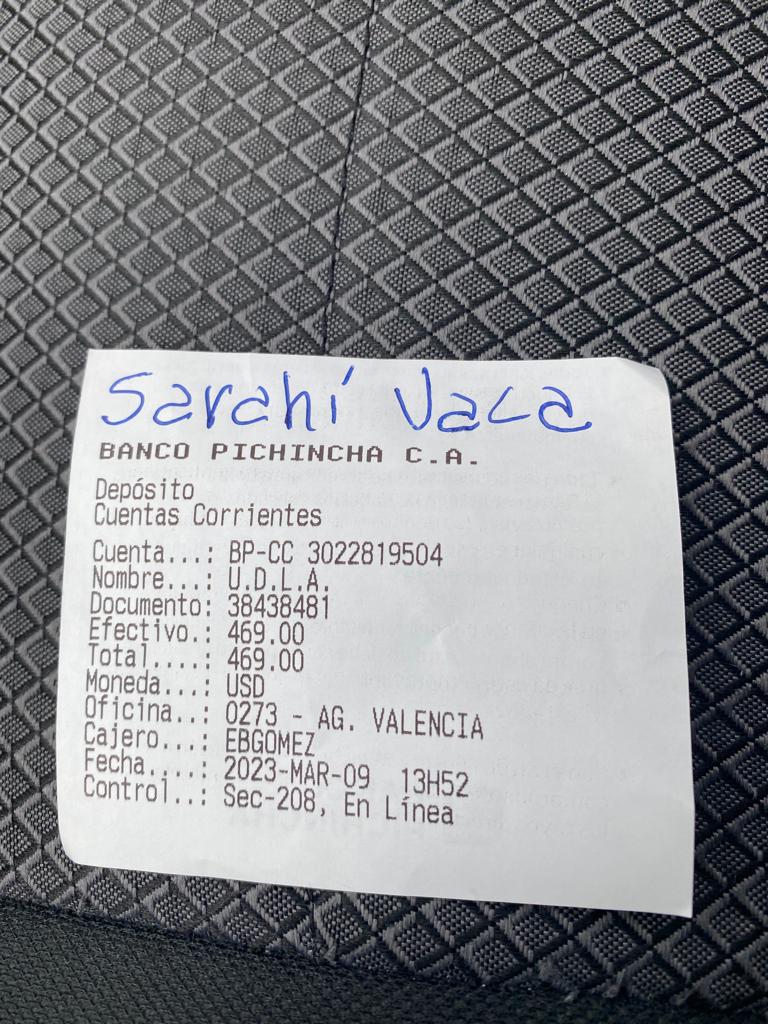 Sarahí Vaca
BANCO PICHINCHA C.A.
Depósito
Cuentas Corrientes
Cuenta...: BP-CC 3022819504
Nombre...: U.D.L.A.
Documento: 38438481
Efectivo.: 469.00
Total....: 469.00
Moneda...: USD
Oficina..: 0273 - AG. VALENCIA
Cajero...: EBGOMEZ
Fecha....: 2023-MAR-09 13H52
Control..: Sec-208, En Línea